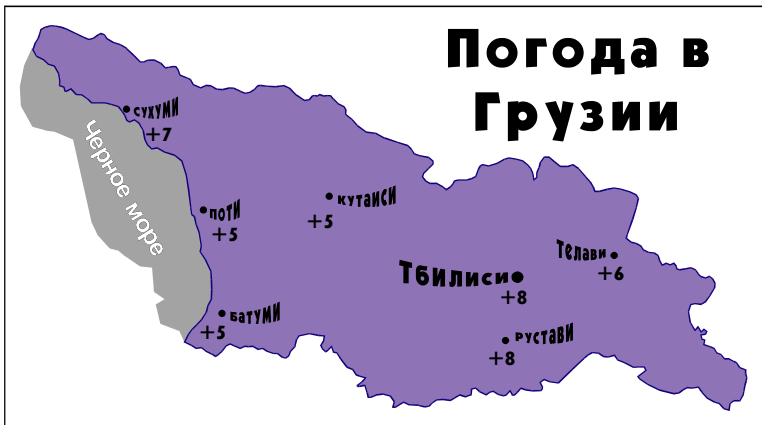 Погода в
Грузии
сухуми
+7
Черное море
поти
+5
кутаиси
+5
Телави
+6
Тбилиси
+8
батуми
+5
рустави
+8